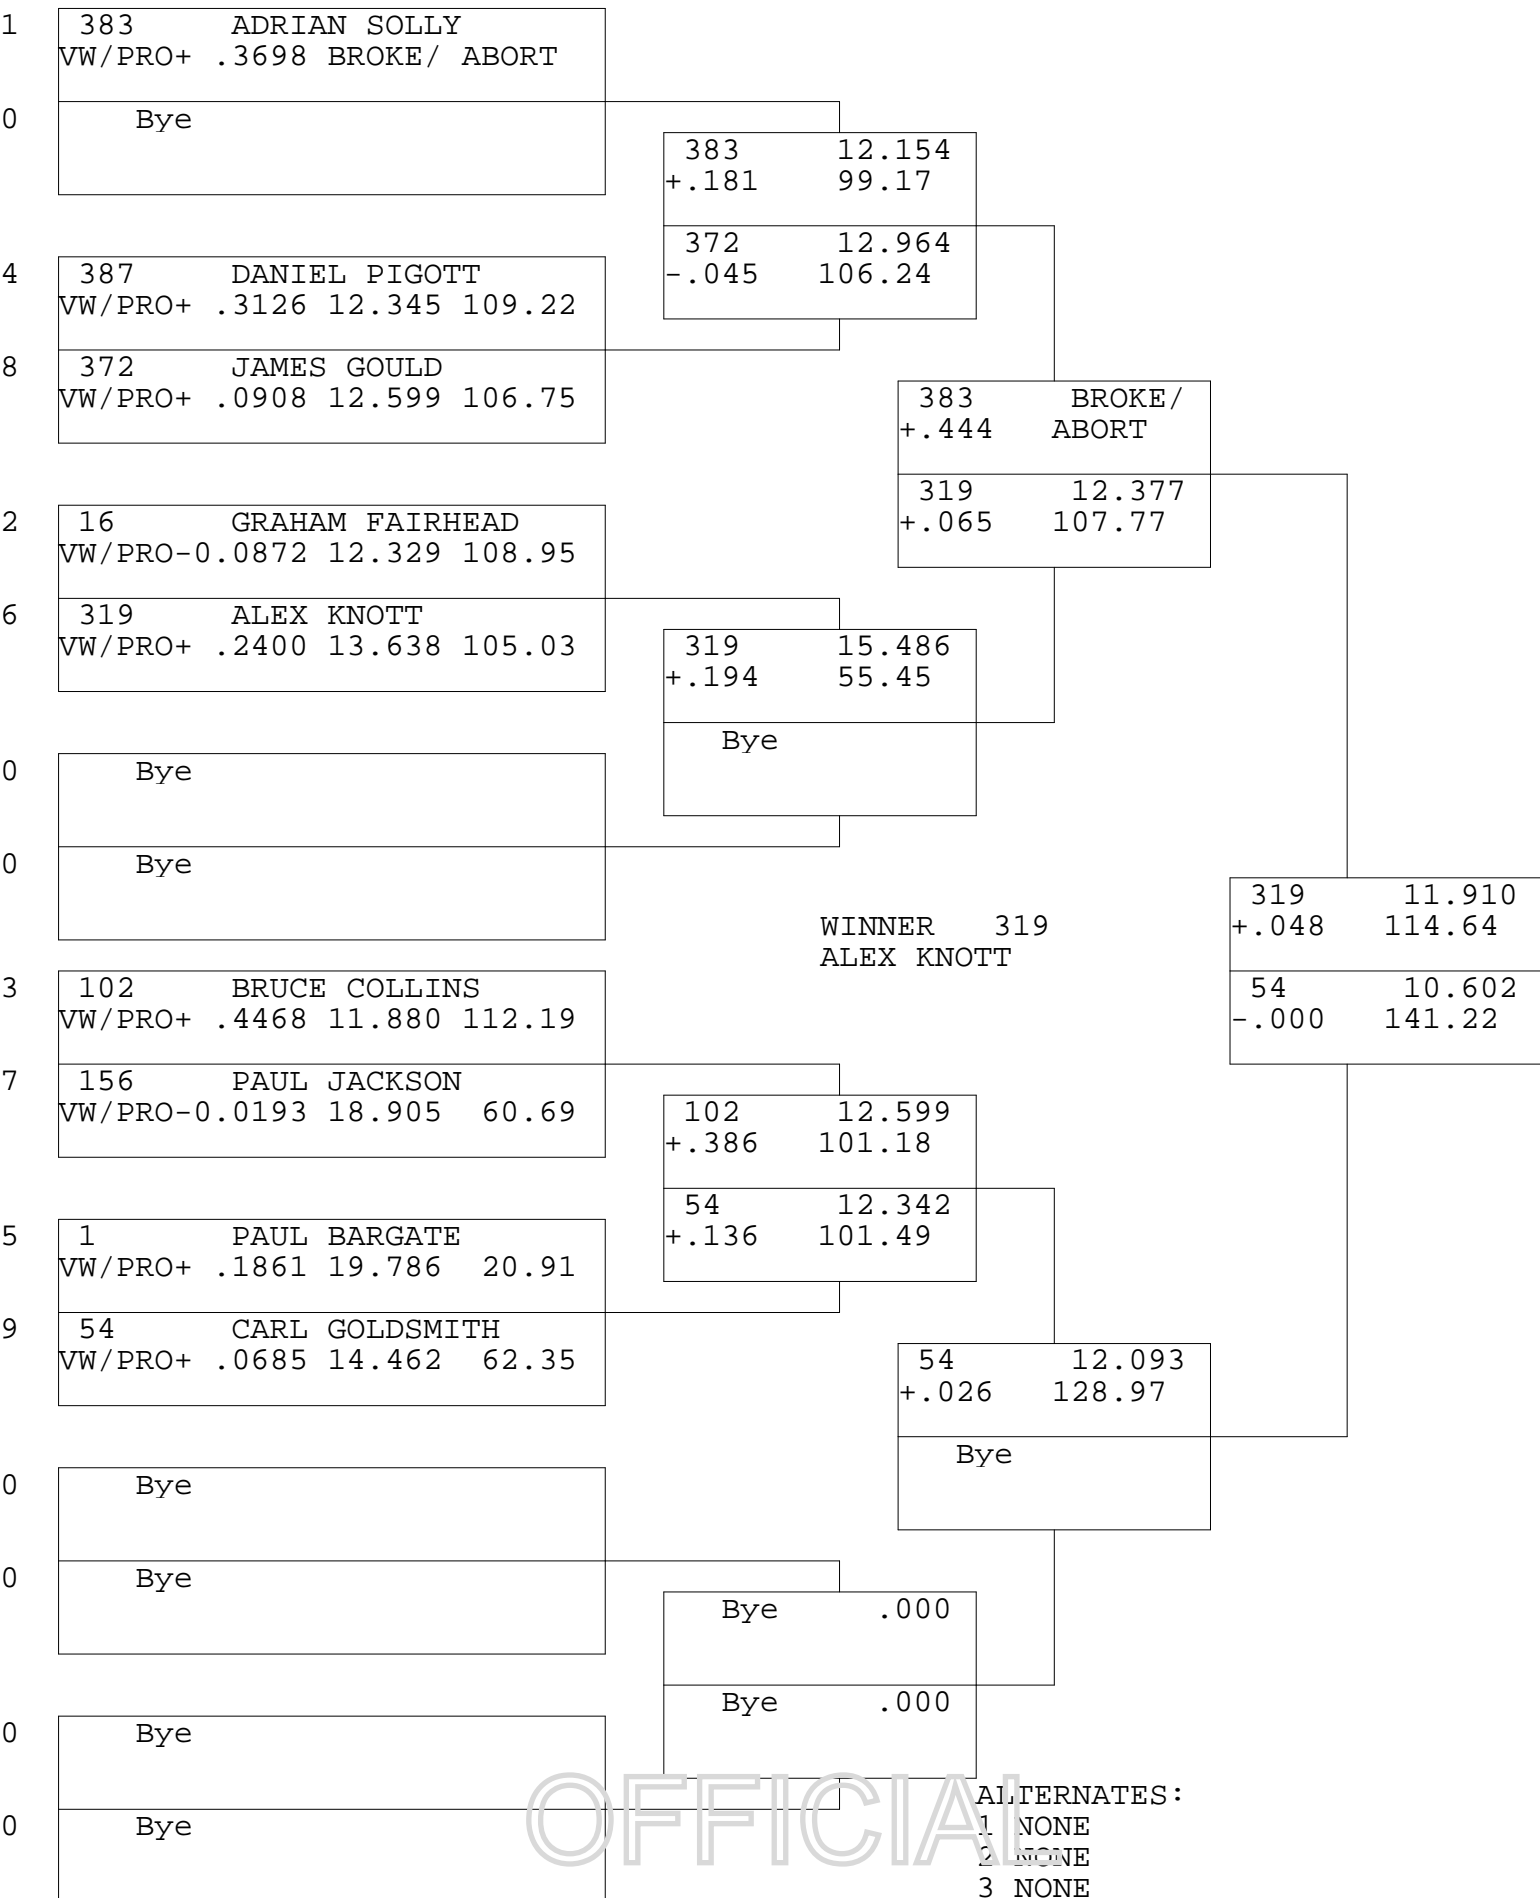 1 383 ADRIAN SOLLY
VW/PRO+ .3698 BROKE/ ABORT
0 Bye
4 387 DANIEL PIGOTT
VW/PRO+ .3126 12.345 109.22
8 372 JAMES GOULD
VW/PRO+ .0908 12.599 106.75
2 16 GRAHAM FAIRHEAD
VW/PRO-0.0872 12.329 108.95
6 319 ALEX KNOTT
VW/PRO+ .2400 13.638 105.03
0 Bye
0 Bye
3 102 BRUCE COLLINS
VW/PRO+ .4468 11.880 112.19
7 156 PAUL JACKSON
VW/PRO-0.0193 18.905 60.69
5 1 PAUL BARGATE
VW/PRO+ .1861 19.786 20.91
9 54 CARL GOLDSMITH
VW/PRO+ .0685 14.462 62.35
0 Bye
0 Bye
0 Bye
0 Bye
383 12.154
+.181 99.17
372 12.964
-.045 106.24
319 15.486
+.194 55.45
Bye
102 12.599
+.386 101.18
54 12.342
+.136 101.49
Bye .000
Bye .000
383 BROKE/
+.444 ABORT
319 12.377
+.065 107.77
54 12.093
+.026 128.97
Bye
319 11.910
+.048 114.64
54 10.602
-.000 141.22
WINNER 319
ALEX KNOTT
OFFICIAL
ALTERNATES:
1 NONE
2 NONE
3 NONE